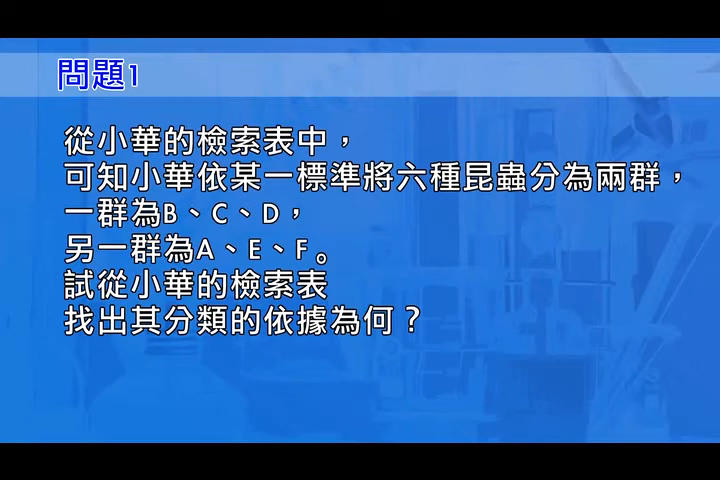 問題1
從小華的檢索表中，
可知小華依某一標準將六種昆蟲分為兩群，
一群為B、C、D，
另一群為A、E、F。
試從小華的檢索表
找出其分類的依據為何？